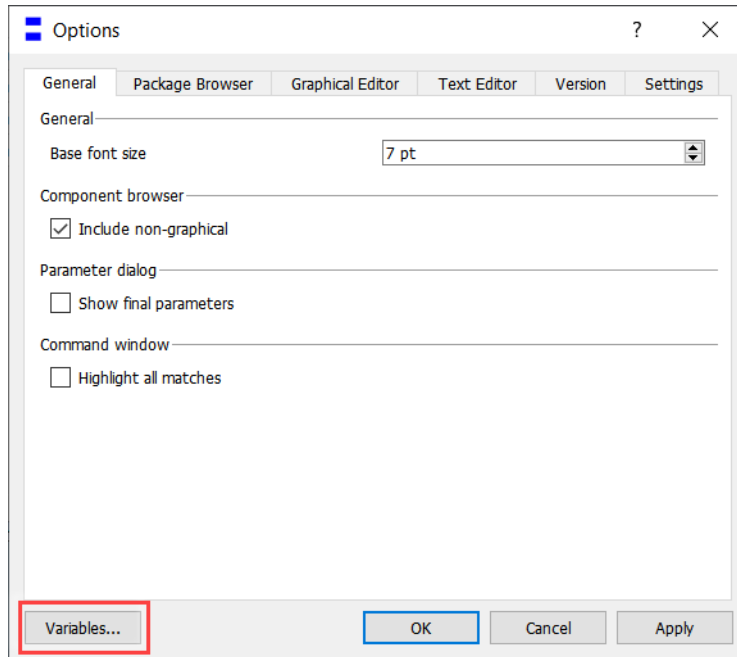 Options
General Package Browser Graphical Editor Text Editor Version Settings
General
Base font size 7 pt
Component browser
Include non-graphical
Parameter dialog
Show final parameters
Command window
Highlight all matches
Variables... OK Cancel Apply